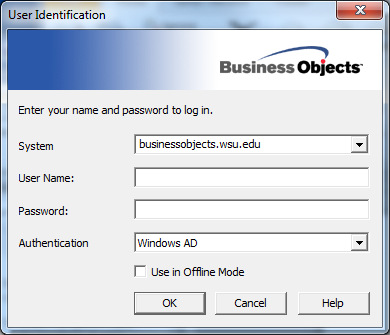 User Identification
Business Objects™
Enter your name and password to log in.
System businessobjects.wsu.edu
User Name:
Password:
Authentication Windows AD
Use in Offline Mode
OK Cancel Help